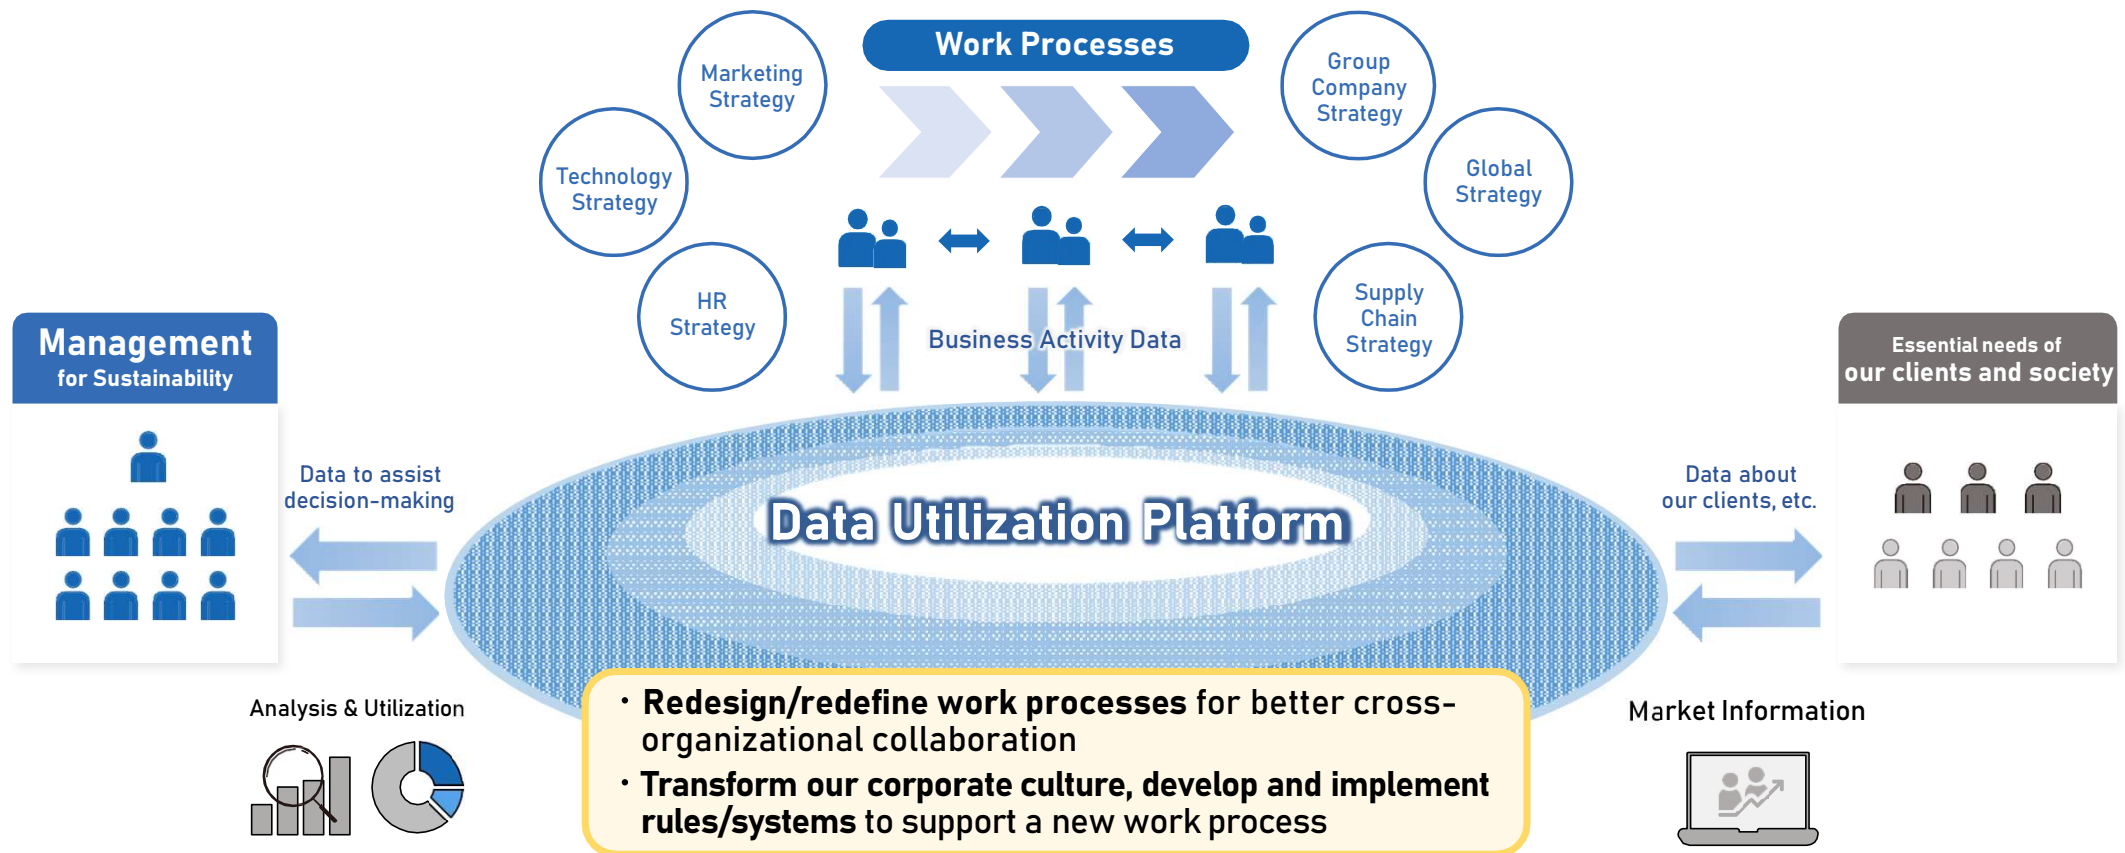 Work Processes
Marketing
Strategy
Technology
Strategy
HR
Strategy
Group
Company
Strategy
Global
Strategy
Supply
Chain
Strategy
Business Activity Data
Management
for Sustainability
Data to assist
decision-making
Data Utilization Platform
Essential needs of
our clients and society
Data about
our clients, etc.
Analysis & Utilization
・Redesign/redefine work processes for better cross-
organizational collaboration
・Transform our corporate culture, develop and implement
rules/systems to support a new work process
Market Information